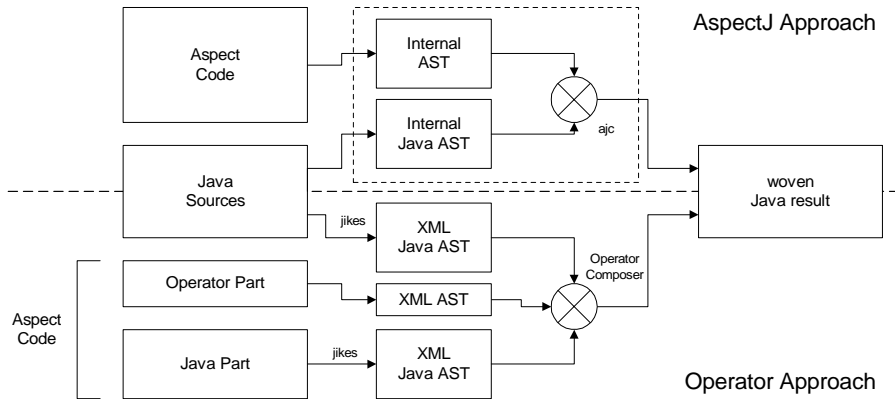 AspectJ Approach
Aspect
Code
Internal
AST
Internal
Java AST
ajc
Java
Sources
woven
Java result
jikes
XML
Java AST
Operator
Composer
Operator Part
XML AST
Aspect
Code
Java Part
jikes
XML
Java AST
Operator Approach